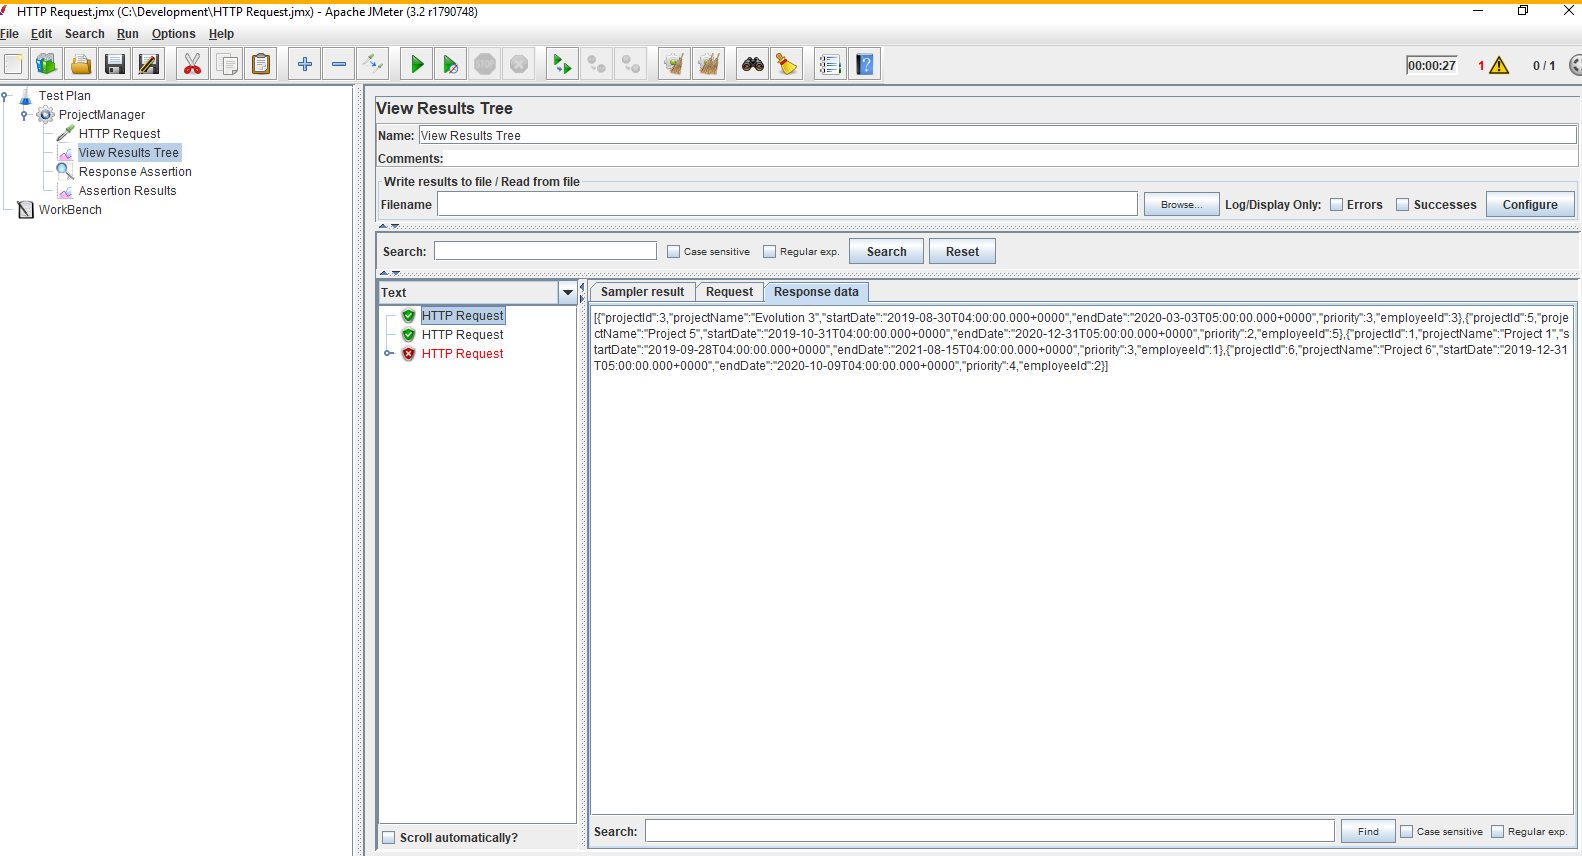 HTTP Request.jmx (C:\Development\HTTP Request.jmx) - Apache JMeter (3.2 r1790748)
File Edit Search Run Options Help
STOP
00:00:27 1 0 / 1
Test Plan
ProjectManager
HTTP Request
View Results Tree
Response Assertion
Assertion Results
WorkBench
View Results Tree
Name: View Results Tree
Comments:
Write results to file / Read from file
Filename Browse... Log/Display Only: Errors Successes Configure
Search: Case sensitive Regular exp. Search Reset
Text
HTTP Request
HTTP Request
HTTP Request
Scroll automatically?
Sampler result Request Response data
[{"projectId":3,"projectName":"Evolution 3","startDate":"2019-08-30T04:00:00.000+0000","endDate":"2020-03-03T05:00:00.000+0000","priority":3,"employeeId":3},{"projectId":5,"proje
ctName":"Project 5","startDate":"2019-10-31T04:00:00.000+0000","endDate":"2020-12-31T05:00:00.000+0000","priority":2,"employeeId":5},{"projectId":1,"projectName":"Project 1","s
tartDate":"2019-09-28T04:00:00.000+0000","endDate":"2021-08-15T04:00:00.000+0000","priority":3,"employeeId":1},{"projectId":6,"projectName":"Project 6","startDate":"2019-12-31
T05:00:00.000+0000","endDate":"2020-10-09T04:00:00.000+0000","priority":4,"employeeId":2}]
Search: Find Case sensitive Regular exp.